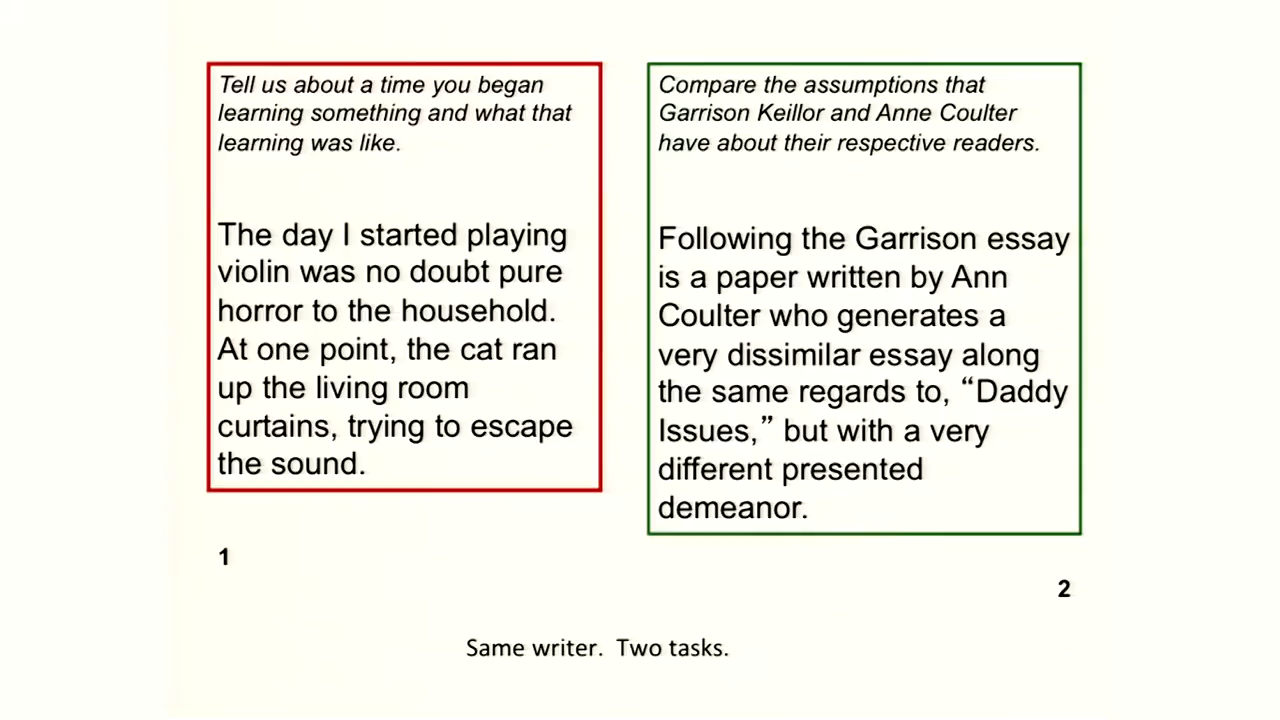 Tell us about a time you began
learning something and what that
learning was like.
The day I started playing
violin was no doubt pure
horror to the household.
At one point, the cat ran
up the living room
curtains, trying to escape
the sound.
1
Compare the assumptions that
Garrison Keillor and Anne Coulter
have about their respective readers.
Following the Garrison essay
is a paper written by Ann
Coulter who generates a
very dissimilar essay along
the same regards to, “Daddy
Issues,” but with a very
different presented
demeanor.
2
Same writer.  Two tasks.